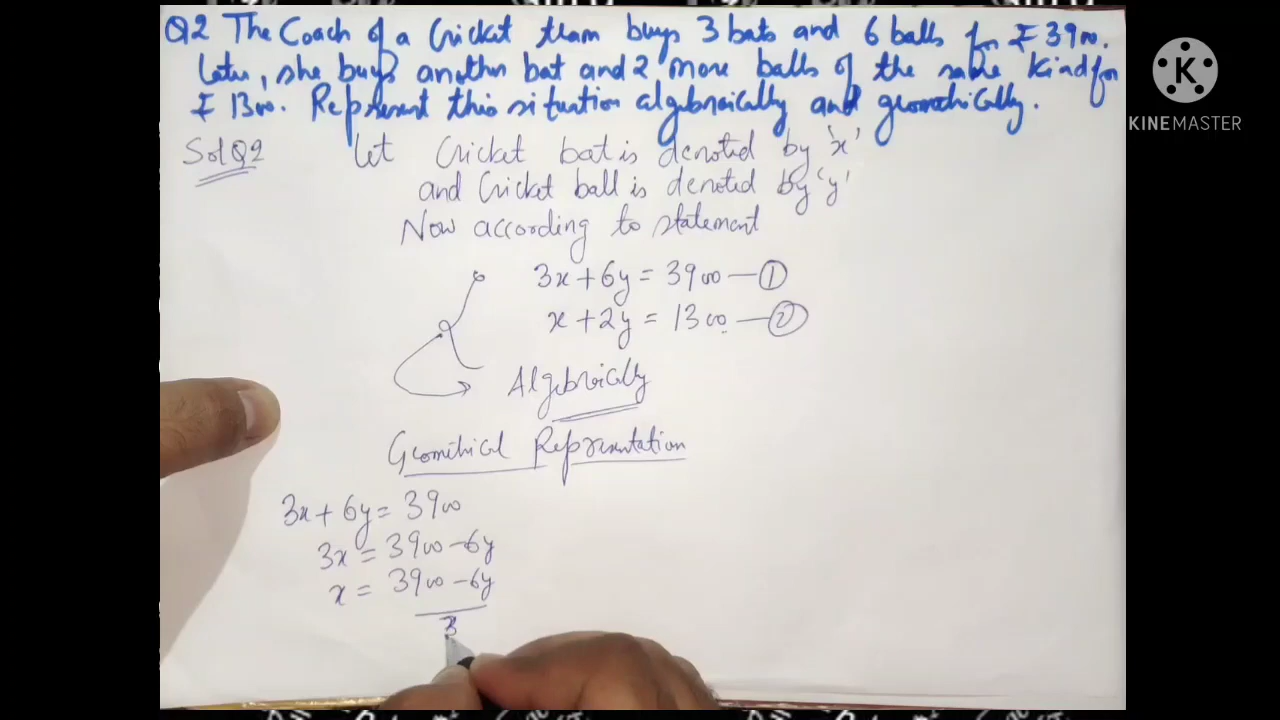 Q2 The Coach of a Cricket team buys 3 bats and 6 balls for ₹ 3900.
Later, she buys another bat and 2 more balls of the same kind for
₹ 1300. Represent this situation algebraically and geometrically.
Sol Q2 Let Cricket bat is denoted by 'x'
and Cricket ball is denoted by 'y'
Now according to statement
3x + 6y = 3900 — ①
x + 2y = 1300 — ②
Algebraically
Geometrical Representation
3x + 6y = 3900
3x = 3900 - 6y
x = 3900 - 6y
3
K
KINEMASTER